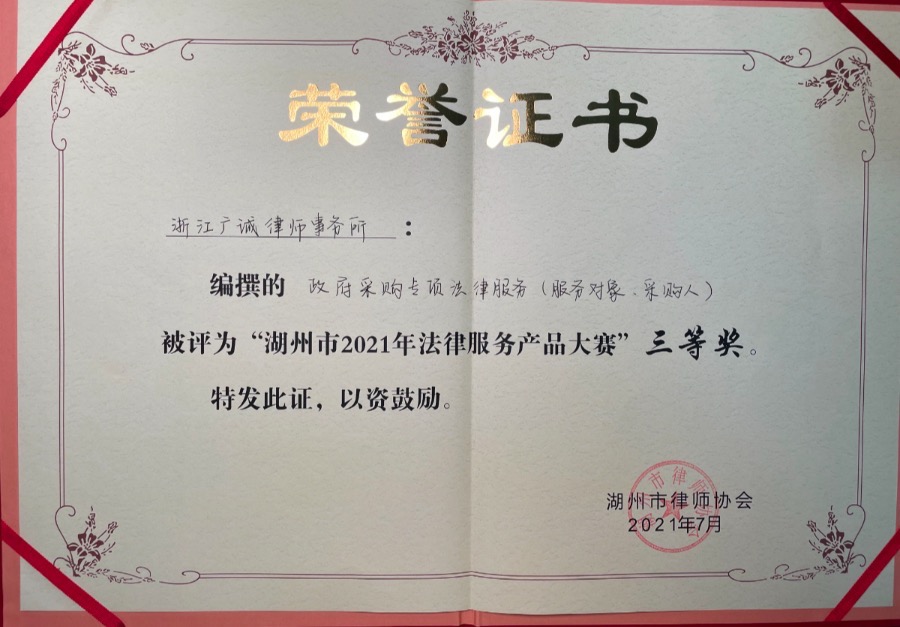 荣誉证书
浙江广诚律师事务所：
编撰的 政府采购专项法律服务（服务对象：采购人）
被评为“湖州市2021年法律服务产品大赛”三等奖。
特发此证，以资鼓励。
湖州市律师协会
2021年7月